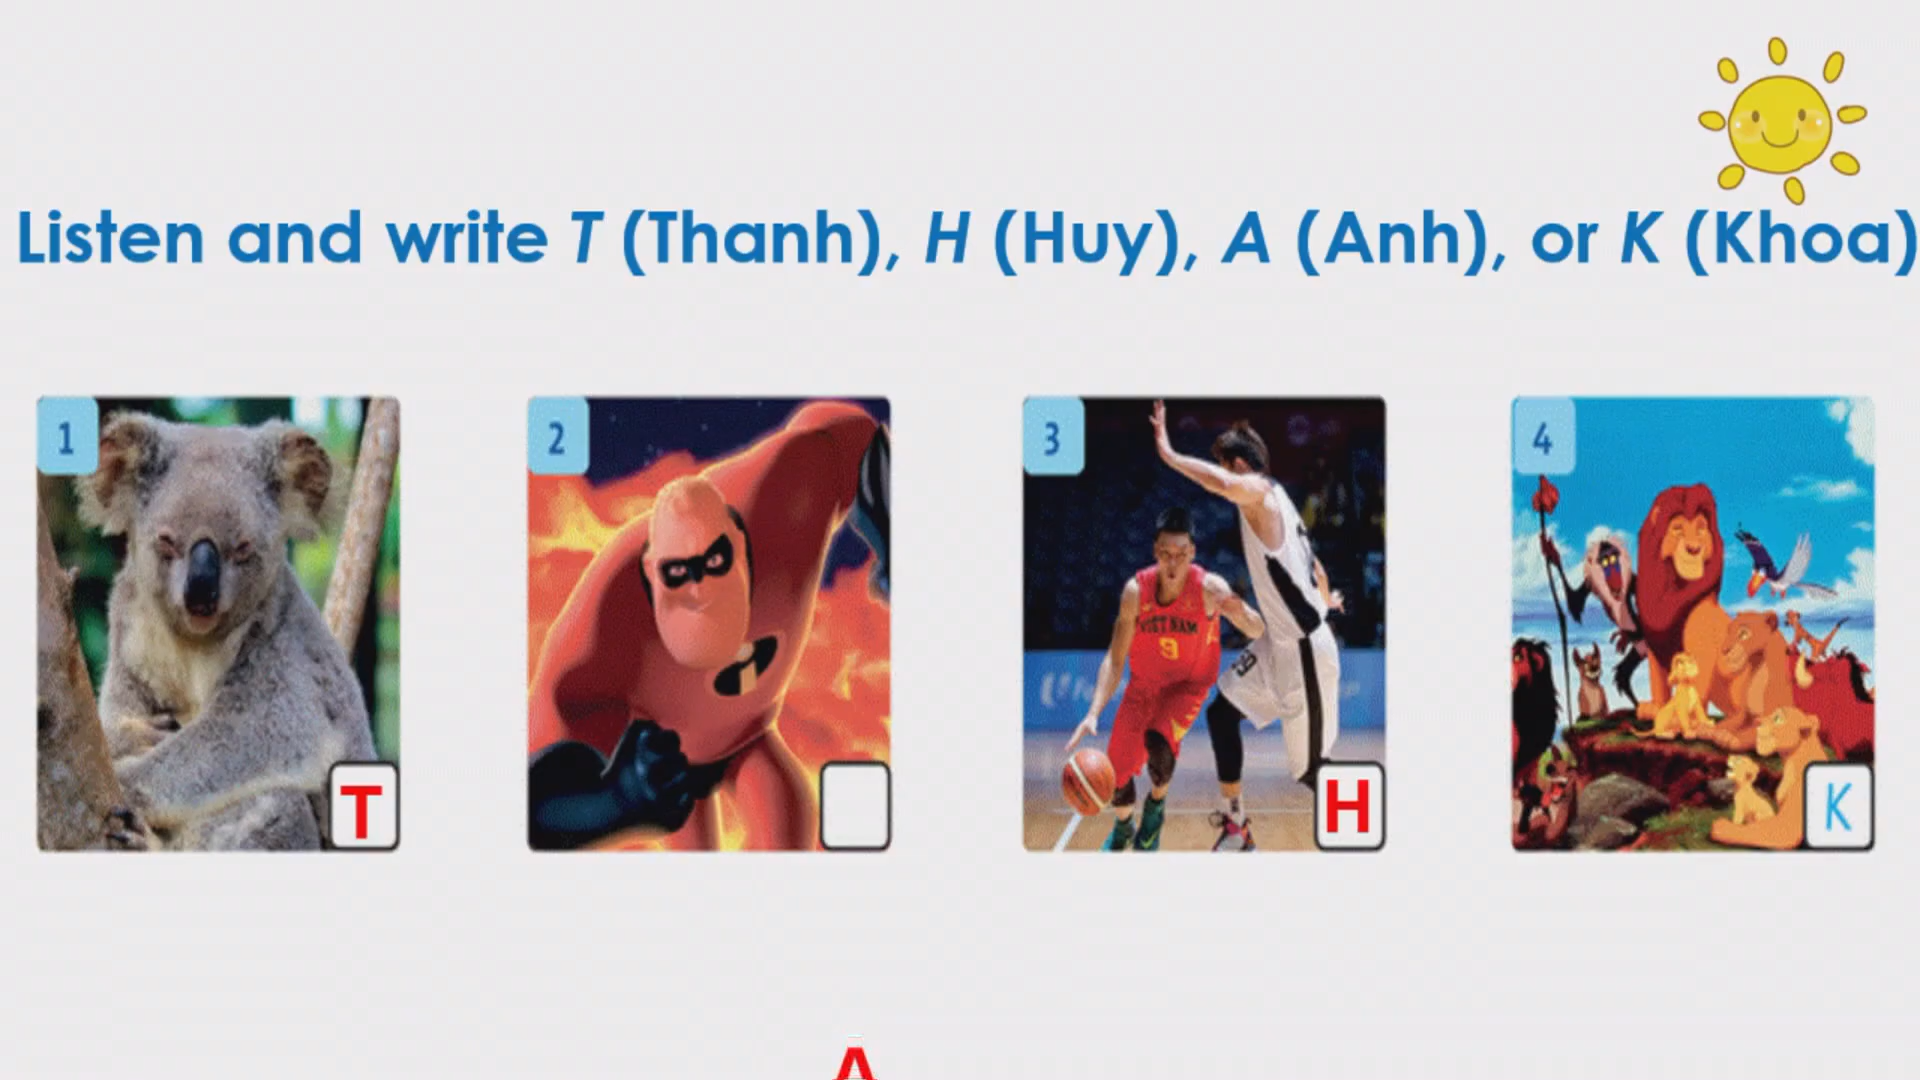 Listen and write T (Thanh), H (Huy), A (Anh), or K (Khoa)
1
2
3
4
VIET NAM
9
T
H
K
A